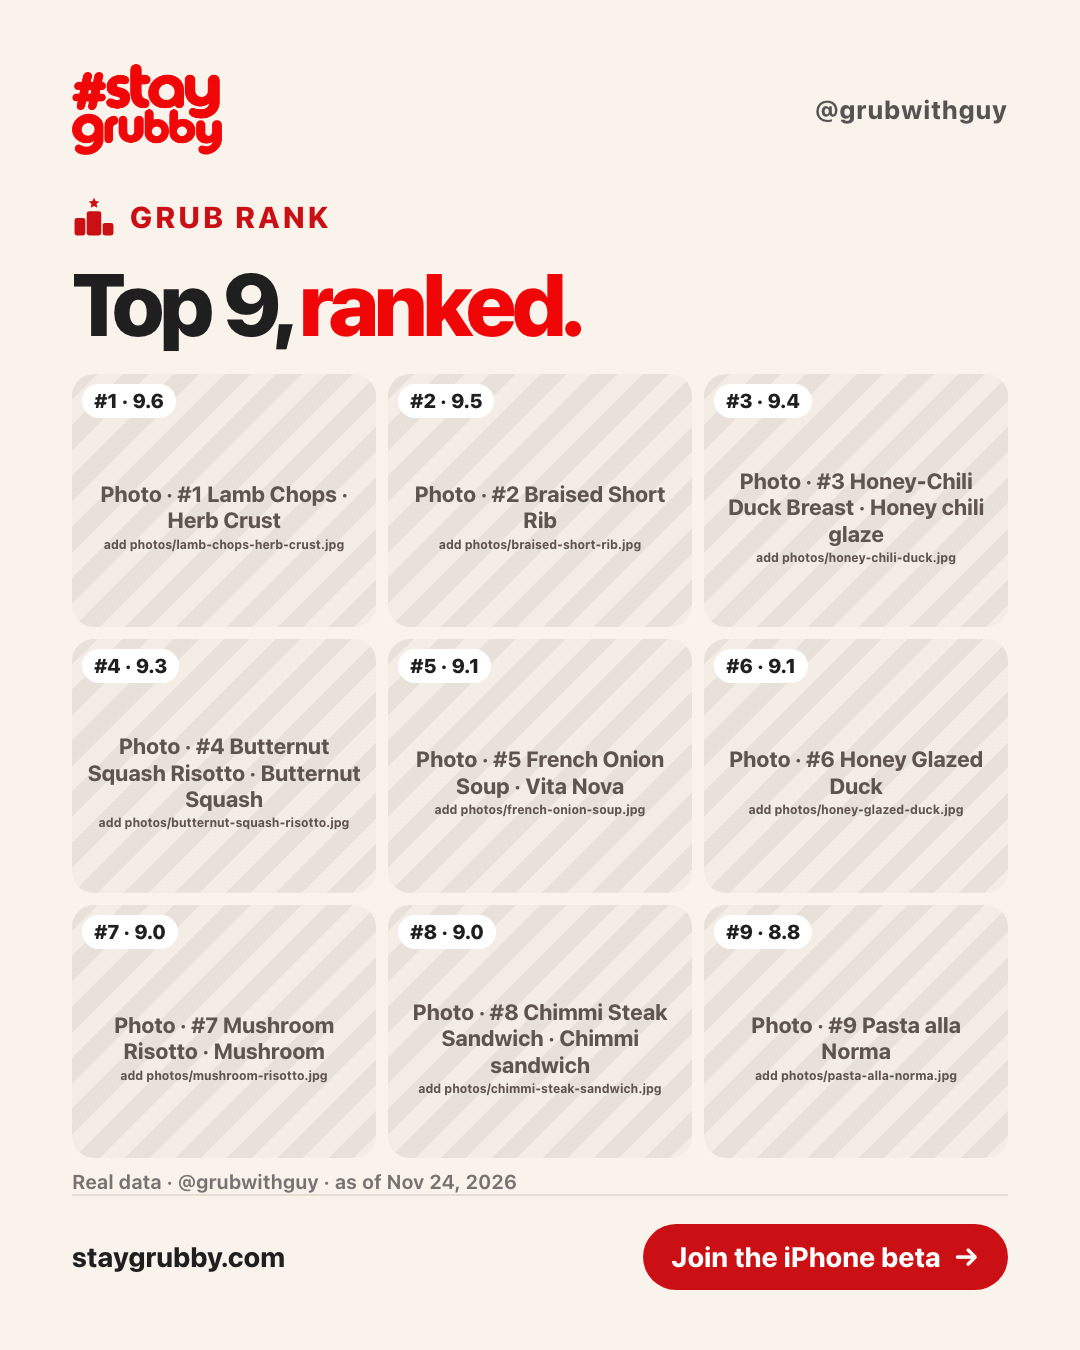 #stay
grubby
@grubwithguy
GRUB RANK
Top 9, ranked.
#1 · 9.6
Photo · #1 Lamb Chops ·
Herb Crust
add photos/lamb-chops-herb-crust.jpg
#2 · 9.5
Photo · #2 Braised Short
Rib
add photos/braised-short-rib.jpg
#3 · 9.4
Photo · #3 Honey-Chili
Duck Breast · Honey chili
glaze
add photos/honey-chili-duck.jpg
#4 · 9.3
Photo · #4 Butternut
Squash Risotto · Butternut
Squash
add photos/butternut-squash-risotto.jpg
#5 · 9.1
Photo · #5 French Onion
Soup · Vita Nova
add photos/french-onion-soup.jpg
#6 · 9.1
Photo · #6 Honey Glazed
Duck
add photos/honey-glazed-duck.jpg
#7 · 9.0
Photo · #7 Mushroom
Risotto · Mushroom
add photos/mushroom-risotto.jpg
#8 · 9.0
Photo · #8 Chimmi Steak
Sandwich · Chimmi
sandwich
add photos/chimmi-steak-sandwich.jpg
#9 · 8.8
Photo · #9 Pasta alla
Norma
add photos/pasta-alla-norma.jpg
Real data · @grubwithguy · as of Nov 24, 2026
staygrubby.com
Join the iPhone beta →